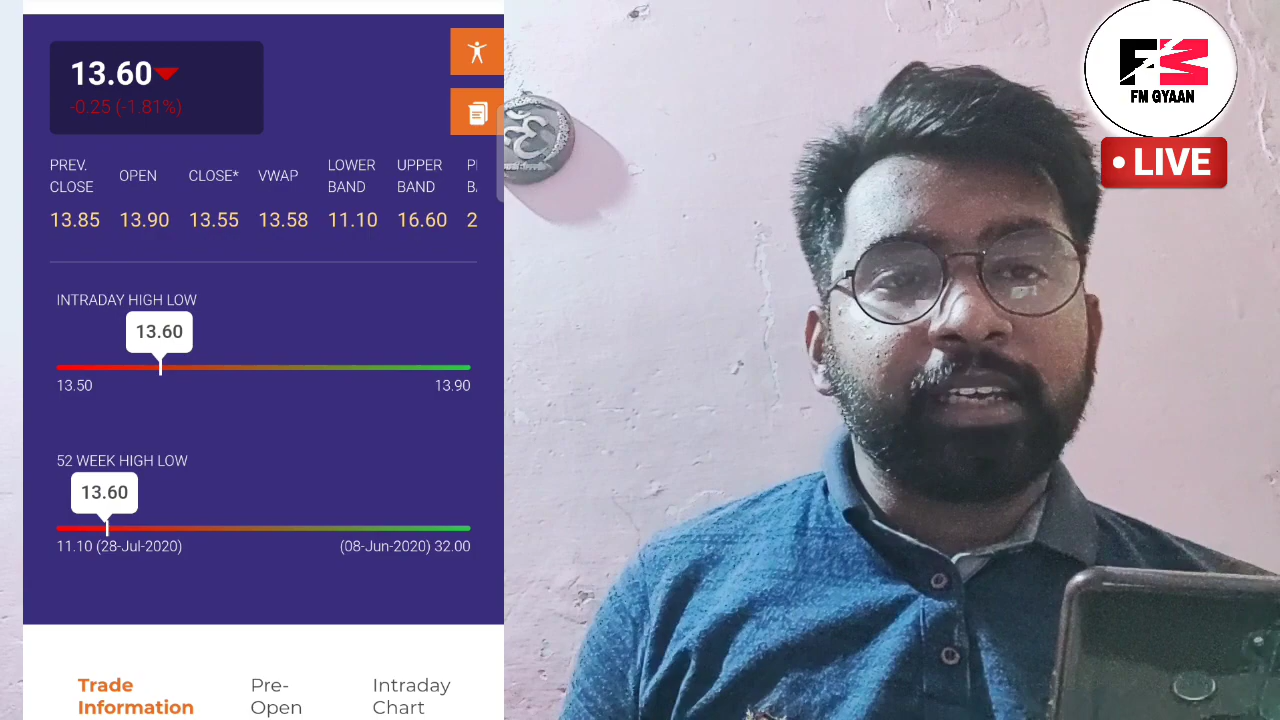 13.60
-0.25 (-1.81%)
PREV. CLOSE
OPEN
CLOSE*
VWAP
LOWER BAND
UPPER BAND
13.85 13.90 13.55 13.58 11.10 16.60 2
INTRADAY HIGH LOW
13.60
13.50 13.90
52 WEEK HIGH LOW
13.60
11.10 (28-Jul-2020) (08-Jun-2020) 32.00
Trade Information
Pre-Open
Intraday Chart
FM GYAAN
• LIVE
ॐ